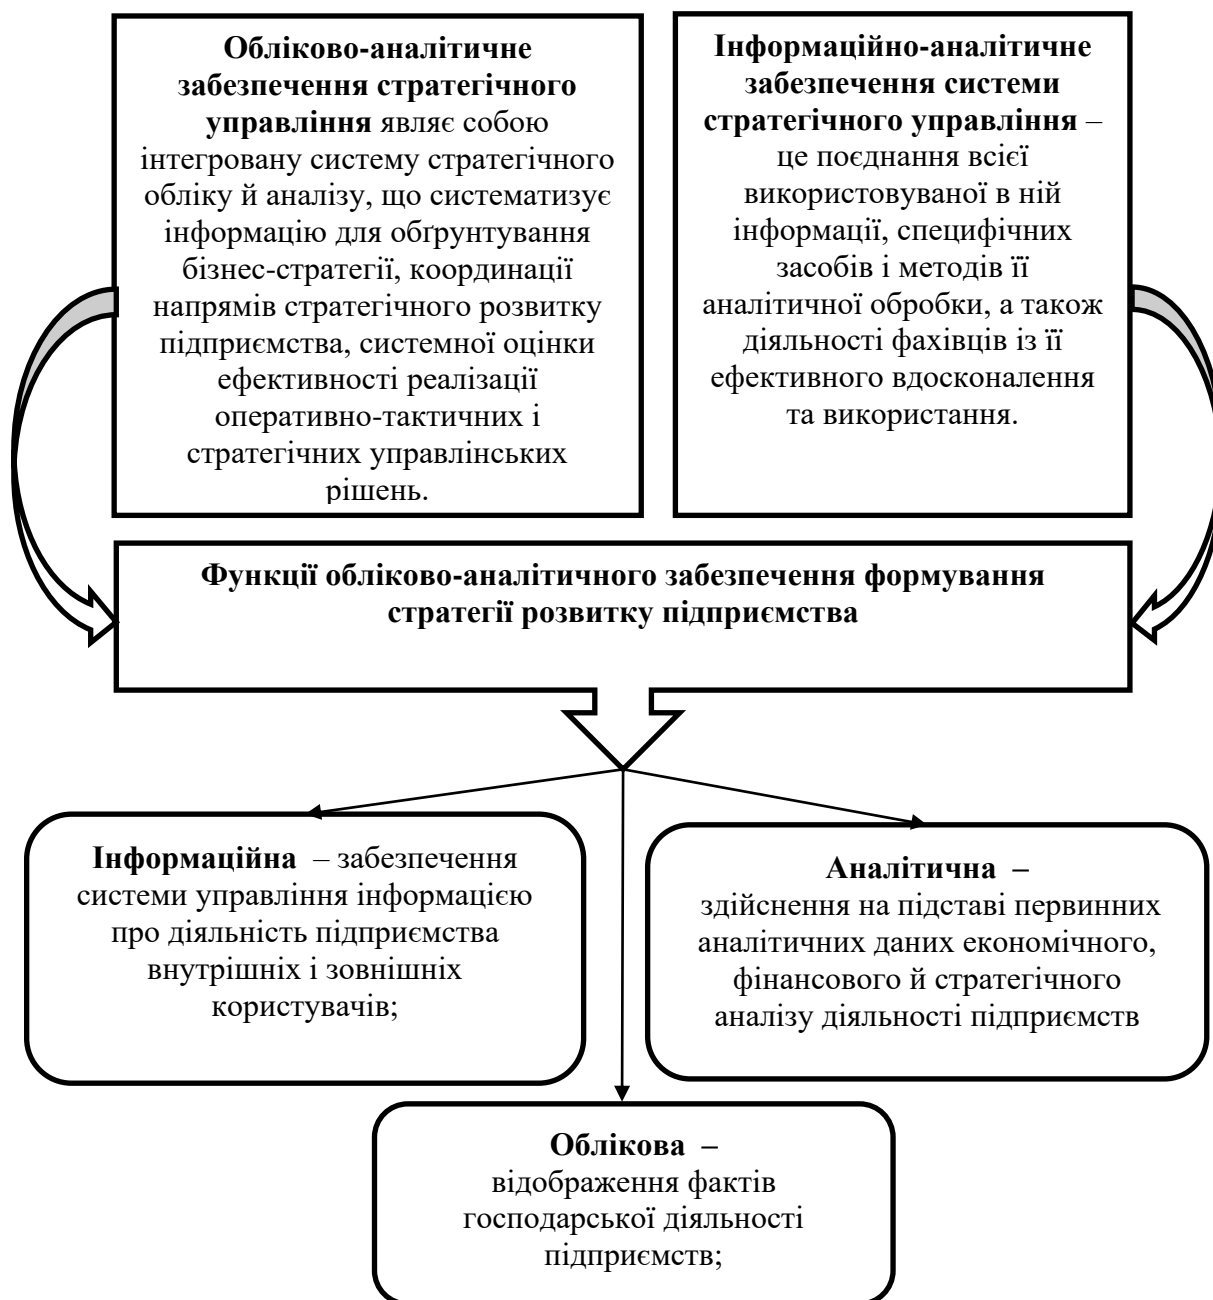 Обліково-аналітичне
забезпечення стратегічного
управління являє собою
інтегровану систему стратегічного
обліку й аналізу, що систематизує
інформацію для обґрунтування
бізнес-стратегії, координації
напрямів стратегічного розвитку
підприємства, системної оцінки
ефективності реалізації
оперативно-тактичних і
стратегічних управлінських
рішень.
Інформаційно-аналітичне
забезпечення системи
стратегічного управління –
це поєднання всієї
використовуваної в ній
інформації, специфічних
засобів і методів її
аналітичної обробки, а також
діяльності фахівців із її
ефективного вдосконалення
та використання.
Функції обліково-аналітичного забезпечення формування
стратегії розвитку підприємства
Інформаційна – забезпечення
системи управління інформацією
про діяльність підприємства
внутрішніх і зовнішніх
користувачів;
Аналітична –
здійснення на підставі первинних
аналітичних даних економічного,
фінансового й стратегічного
аналізу діяльності підприємств
Облікова –
відображення фактів
господарської діяльності
підприємств;